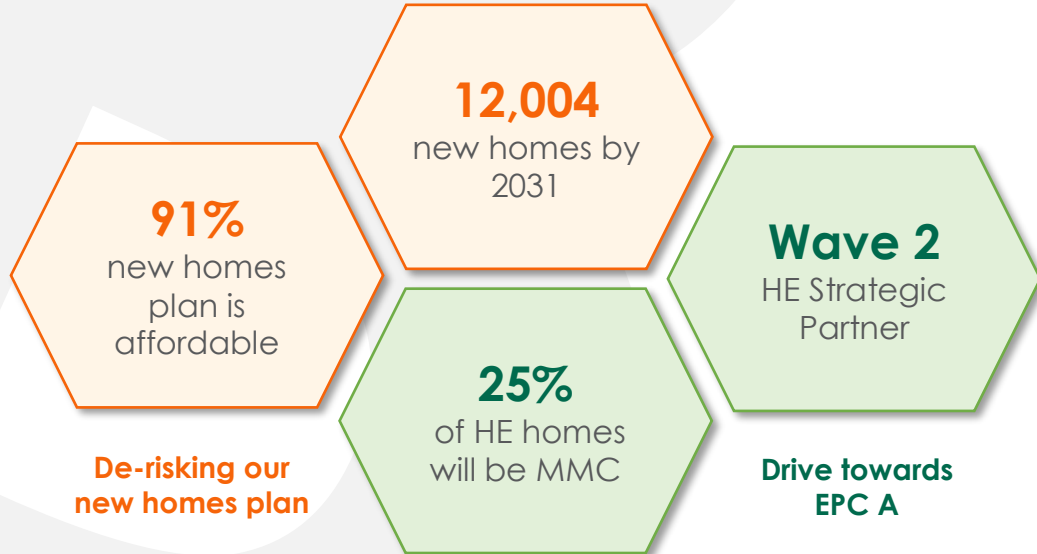 12,004
new homes by
2031
91%
new homes
plan is
affordable
Wave 2
HE Strategic
Partner
25%
of HE homes
will be MMC
De-risking our
new homes plan
Drive towards
EPC A